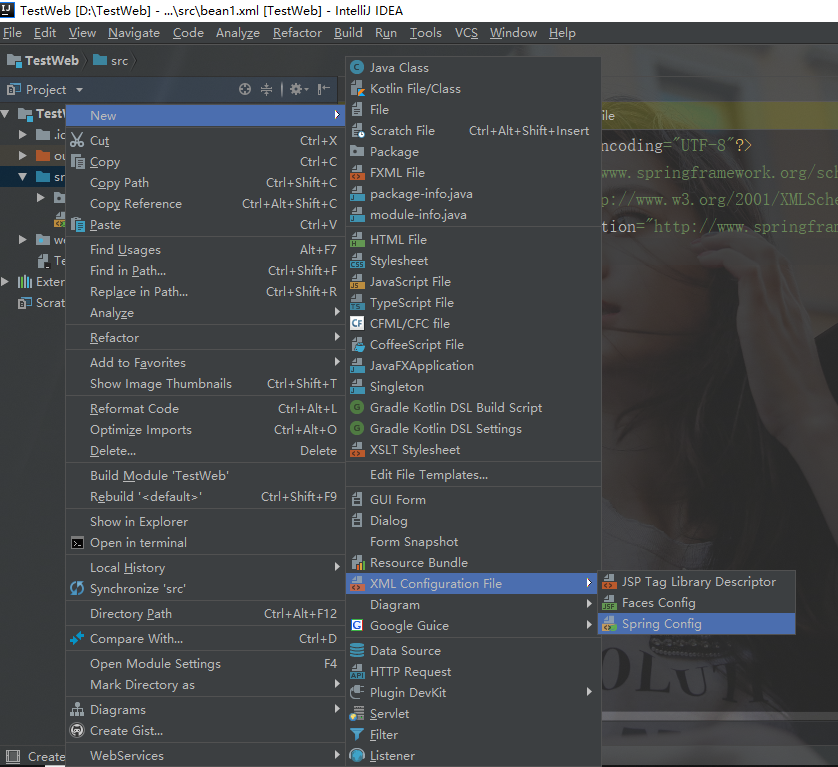 TestWeb [D:\TestWeb] - ...\src\bean1.xml [TestWeb] - IntelliJ IDEA
File Edit View Navigate Code Analyze Refactor Build Run Tools VCS Window Help
TestWeb src
Project
TestW
New
.ic
Cut Ctrl+X
ou
Copy Ctrl+C
Copy Path Ctrl+Shift+C
sr
Copy Reference Ctrl+Alt+Shift+C
Paste Ctrl+V
we
Find Usages Alt+F7
Te
Find in Path... Ctrl+Shift+F
Exter
Replace in Path... Ctrl+Shift+R
Scrat
Analyze
Refactor
Add to Favorites
Show Image Thumbnails Ctrl+Shift+T
Reformat Code Ctrl+Alt+L
Optimize Imports Ctrl+Alt+O
Delete... Delete
Build Module 'TestWeb'
Rebuild '<default>' Ctrl+Shift+F9
Show in Explorer
Open in terminal
Local History
Synchronize 'src'
Directory Path Ctrl+Alt+F12
Compare With... Ctrl+D
Open Module Settings F4
Mark Directory as
Diagrams
Create Gist...
WebServices
Create
Java Class
Kotlin File/Class
File
Scratch File Ctrl+Alt+Shift+Insert
Package
FXML File
package-info.java
module-info.java
HTML File
Stylesheet
JavaScript File
TypeScript File
CFML/CFC file
CoffeeScript File
JavaFXApplication
Singleton
Gradle Kotlin DSL Build Script
Gradle Kotlin DSL Settings
XSLT Stylesheet
Edit File Templates...
GUI Form
Dialog
Form Snapshot
Resource Bundle
XML Configuration File
Diagram
Google Guice
Data Source
HTTP Request
Plugin DevKit
Servlet
Filter
Listener
JSP Tag Library Descriptor
Faces Config
Spring Config
ile
ncoding="UTF-8"?>
www.springframework.org/sch
p://www.w3.org/2001/XMLSche
tion="http://www.springfram
OLUTI